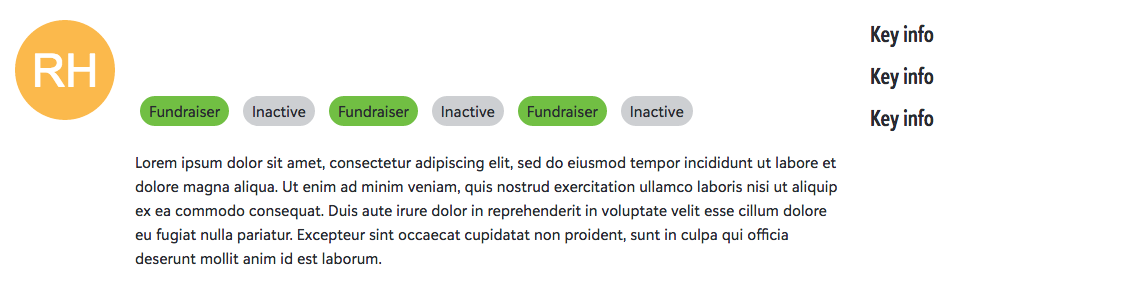 RH
Fundraiser Inactive Fundraiser Inactive Fundraiser Inactive
Lorem ipsum dolor sit amet, consectetur adipiscing elit, sed do eiusmod tempor incididunt ut labore et
dolore magna aliqua. Ut enim ad minim veniam, quis nostrud exercitation ullamco laboris nisi ut aliquip
ex ea commodo consequat. Duis aute irure dolor in reprehenderit in voluptate velit esse cillum dolore
eu fugiat nulla pariatur. Excepteur sint occaecat cupidatat non proident, sunt in culpa qui officia
deserunt mollit anim id est laborum.
Key info
Key info
Key info